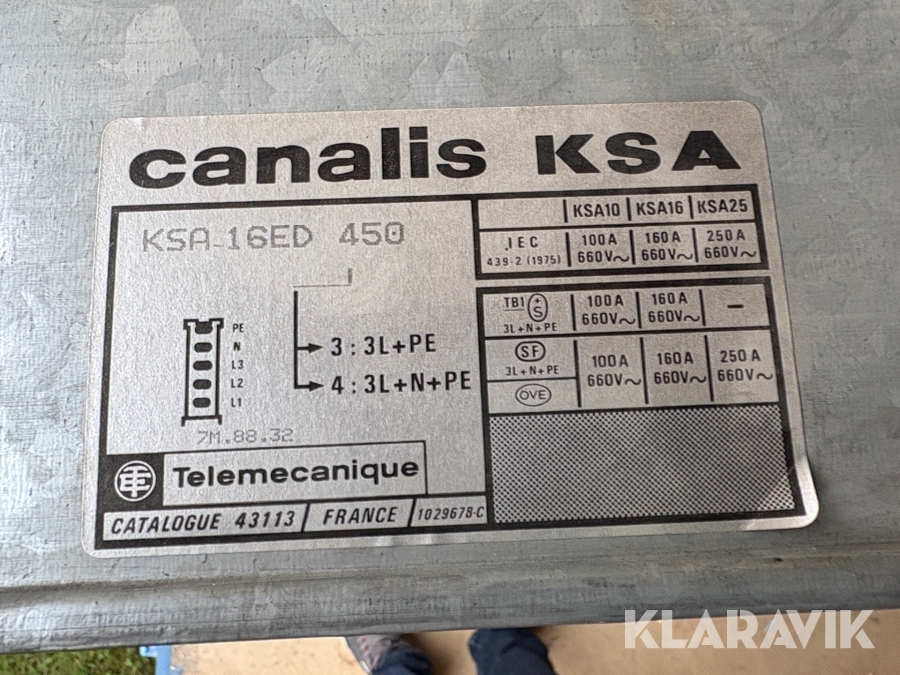 canalis KSA
KSA-16ED 450
3 : 3L+PE
4 : 3L+N+PE
PE
N
L3
L2
L1
7M.88.32
TE Telemecanique
CATALOGUE 43113 / FRANCE / 1029678-C
KSA10 KSA16 KSA25
IEC 439-2 (1975) 100A 660V~ 160A 660V~ 250A 660V~
TB1 S 3L+N+PE 100A 660V~ 160A 660V~ –
SF 3L+N+PE OVE 100A 660V~ 160A 660V~ 250A 660V~
KLARAVIK